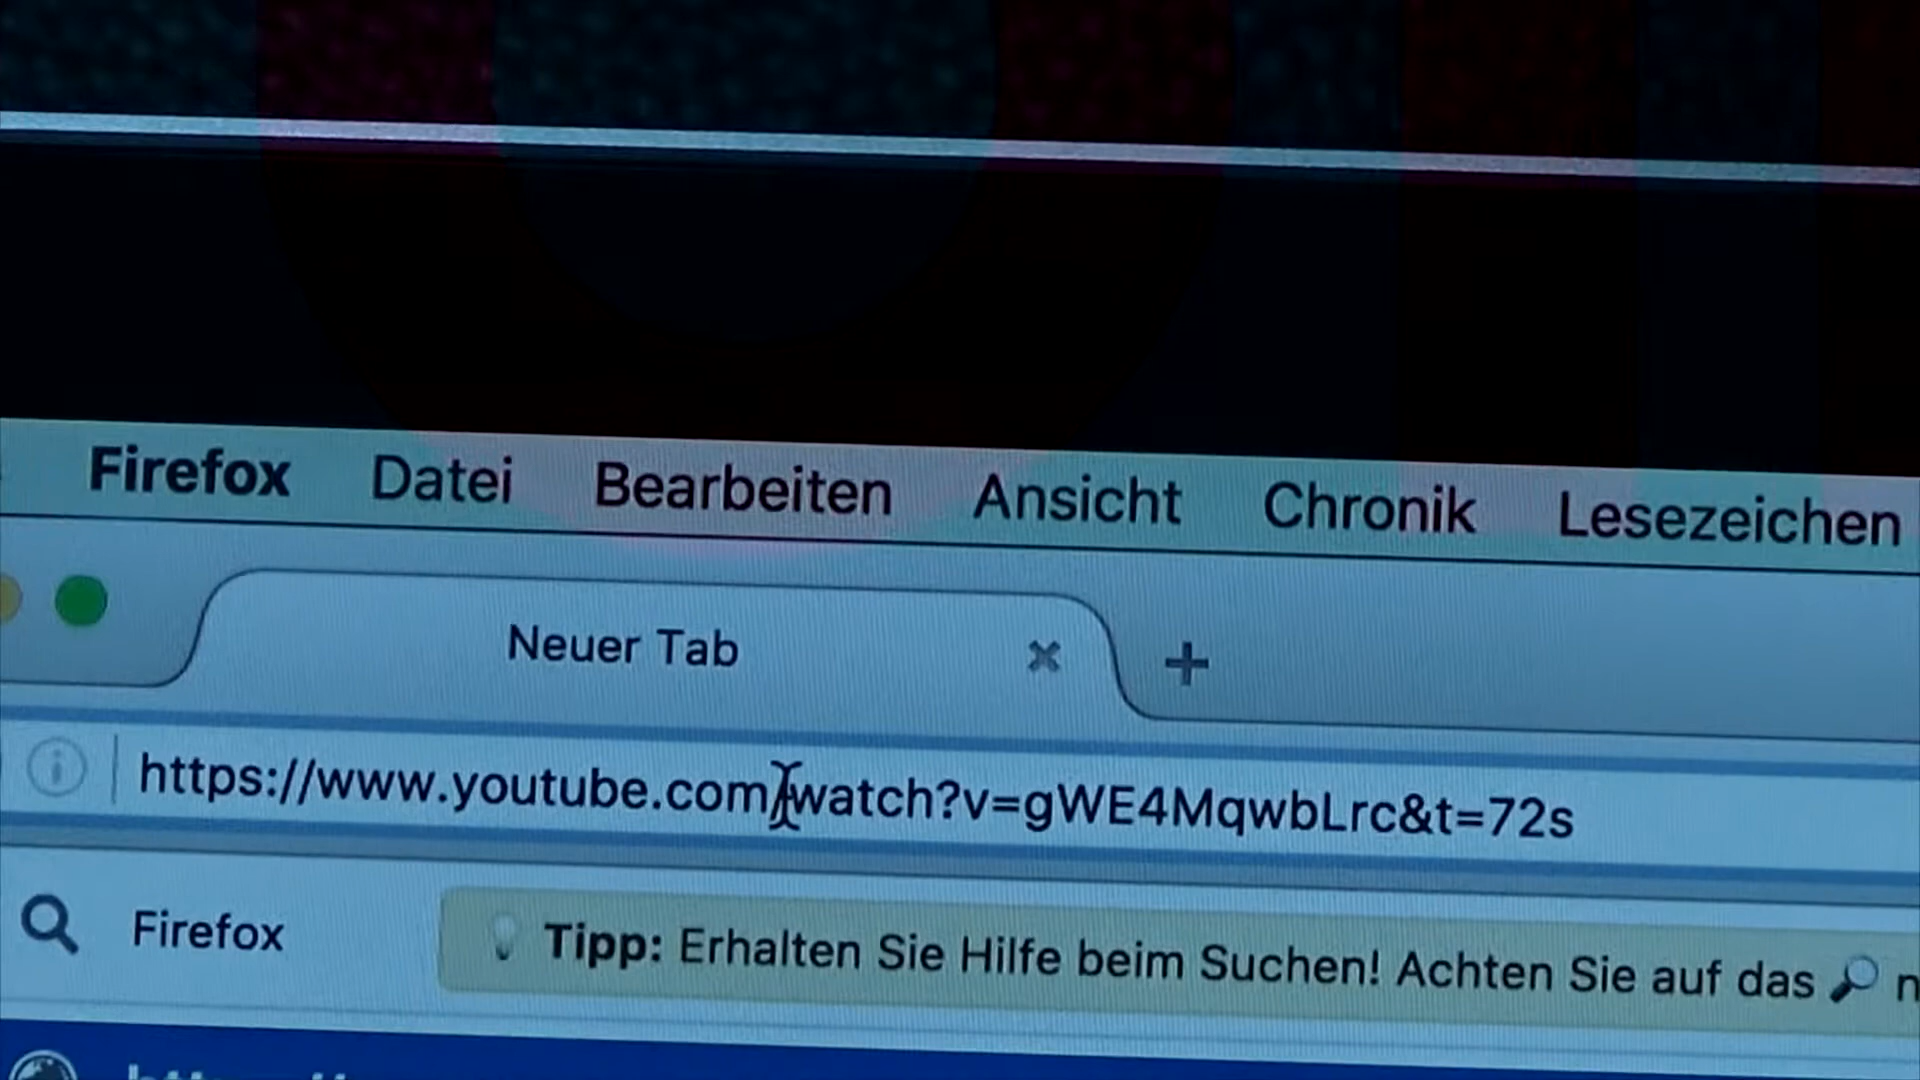 Firefox Datei Bearbeiten Ansicht Chronik Lesezeichen
Neuer Tab
https://www.youtube.com/watch?v=gWE4MqwbLrc&t=72s
Firefox
Tipp: Erhalten Sie Hilfe beim Suchen! Achten Sie auf das